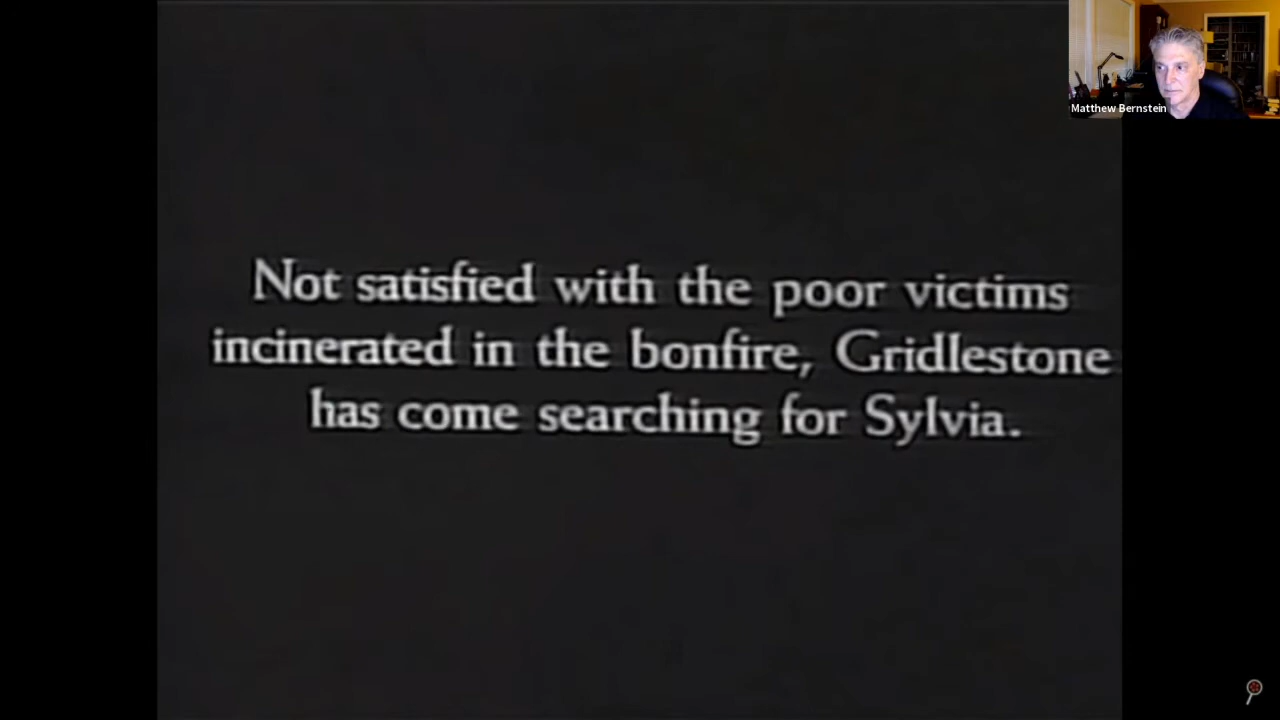 Matthew Bernstein
Not satisfied with the poor victims
incinerated in the bonfire, Gridlestone
has come searching for Sylvia.